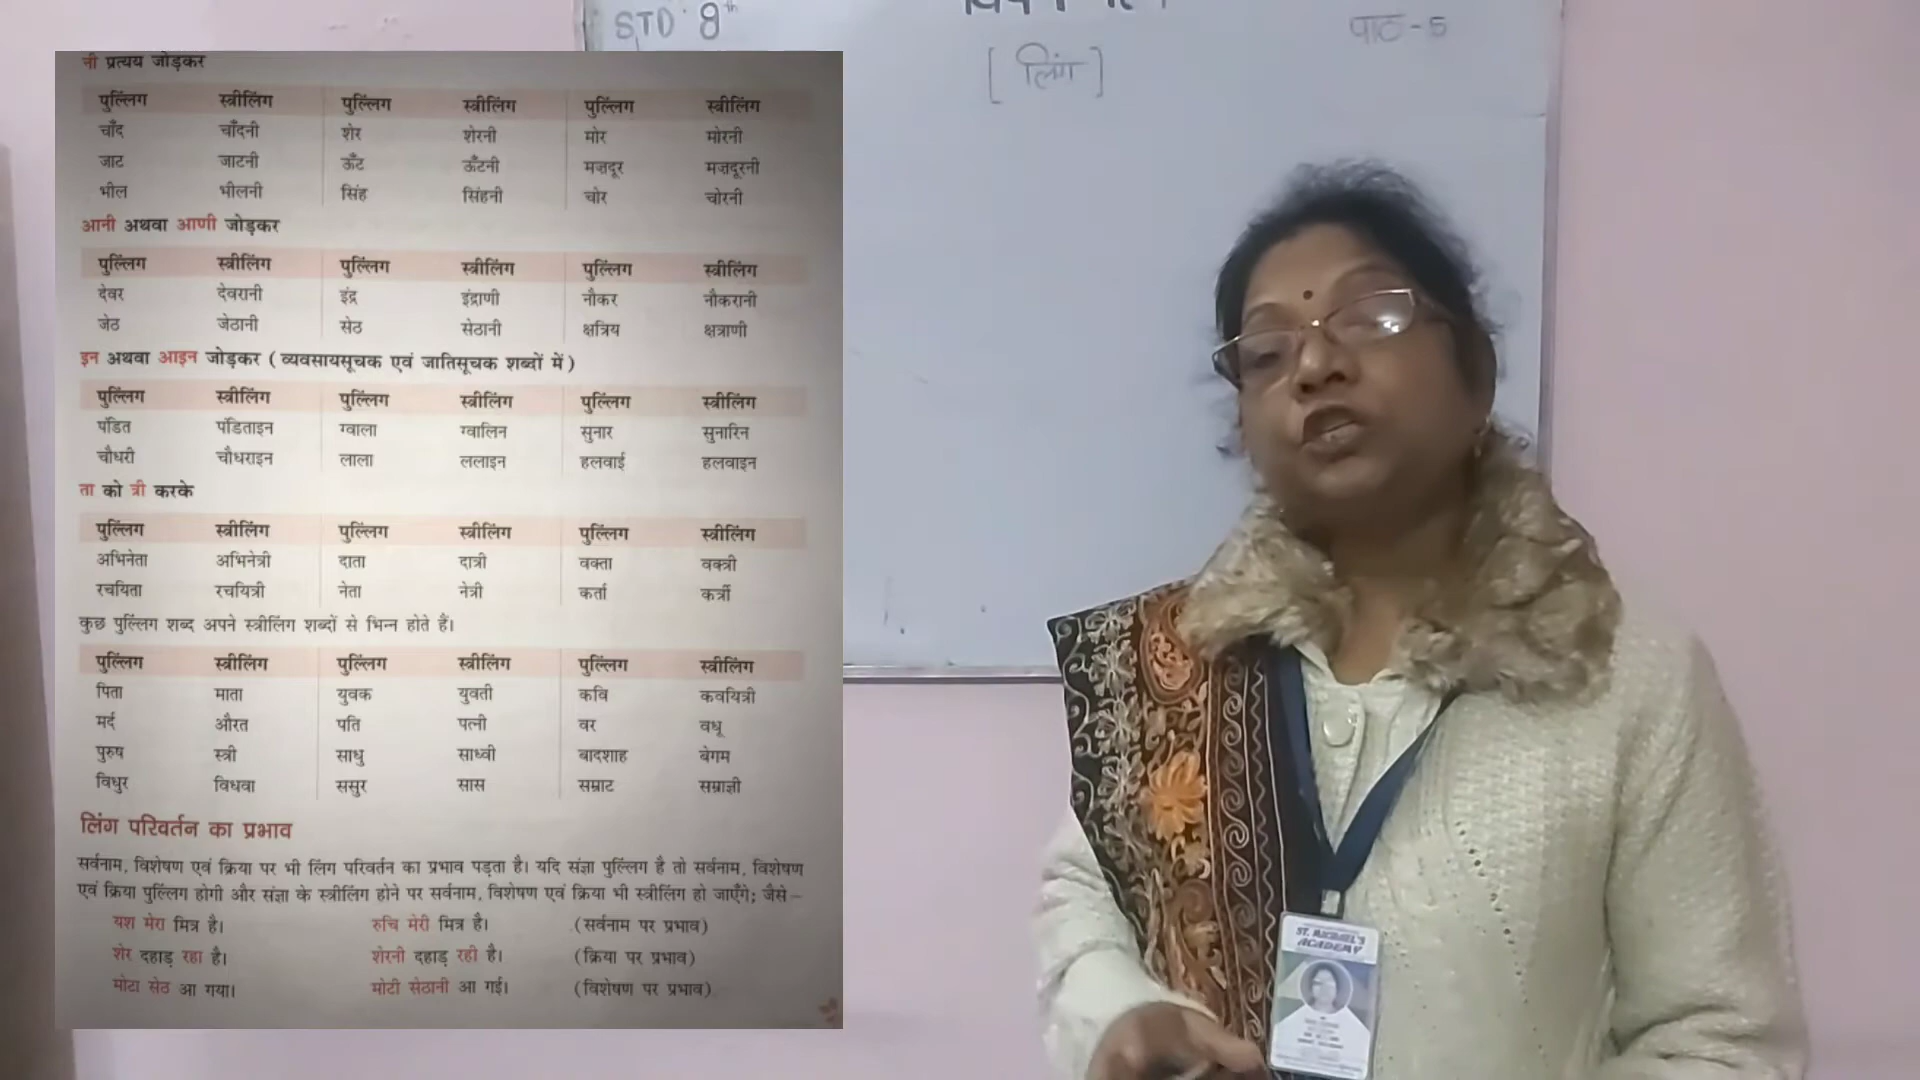 STD : 8th
पाठ - 5
[ लिंग ]
नी प्रत्यय जोड़कर
पुल्लिंग स्त्रीलिंग पुल्लिंग स्त्रीलिंग पुल्लिंग स्त्रीलिंग
चाँद चाँदनी शेर शेरनी मोर मोरनी
जाट जाटनी ऊँट ऊँटनी मज़दूर मज़दूरनी
भील भीलनी सिंह सिंहनी चोर चोरनी
आनी अथवा आणी जोड़कर
पुल्लिंग स्त्रीलिंग पुल्लिंग स्त्रीलिंग पुल्लिंग स्त्रीलिंग
देवर देवरानी इंद्र इंद्राणी नौकर नौकरानी
जेठ जेठानी सेठ सेठानी क्षत्रिय क्षत्राणी
इन अथवा आइन जोड़कर ( व्यवसायसूचक एवं जातिसूचक शब्दों में )
पुल्लिंग स्त्रीलिंग पुल्लिंग स्त्रीलिंग पुल्लिंग स्त्रीलिंग
पंडित पंडिताइन ग्वाला ग्वालिन सुनार सुनारिन
चौधरी चौधराइन लाला ललाइन हलवाई हलवाइन
ता को त्री करके
पुल्लिंग स्त्रीलिंग पुल्लिंग स्त्रीलिंग पुल्लिंग स्त्रीलिंग
अभिनेता अभिनेत्री दाता दात्री वक्ता वक्त्री
रचयिता रचयित्री नेता नेत्री कर्ता कर्त्री
कुछ पुल्लिंग शब्द अपने स्त्रीलिंग शब्दों से भिन्न होते हैं।
पुल्लिंग स्त्रीलिंग पुल्लिंग स्त्रीलिंग पुल्लिंग स्त्रीलिंग
पिता माता युवक युवती कवि कवयित्री
मर्द औरत पति पत्नी वर वधू
पुरुष स्त्री साधु साध्वी बादशाह बेगम
विधुर विधवा ससुर सास सम्राट सम्राज्ञी
लिंग परिवर्तन का प्रभाव
सर्वनाम, विशेषण एवं क्रिया पर भी लिंग परिवर्तन का प्रभाव पड़ता है। यदि संज्ञा पुल्लिंग है तो सर्वनाम, विशेषण
एवं क्रिया पुल्लिंग होगी और संज्ञा के स्त्रीलिंग होने पर सर्वनाम, विशेषण एवं क्रिया भी स्त्रीलिंग हो जाएँगे; जैसे –
यश मेरा मित्र है। रुचि मेरी मित्र है। (सर्वनाम पर प्रभाव)
शेर दहाड़ रहा है। शेरनी दहाड़ रही है। (क्रिया पर प्रभाव)
मोटा सेठ आ गया। मोटी सेठानी आ गई। (विशेषण पर प्रभाव)
ST. MICHAEL'S
ACADEMY